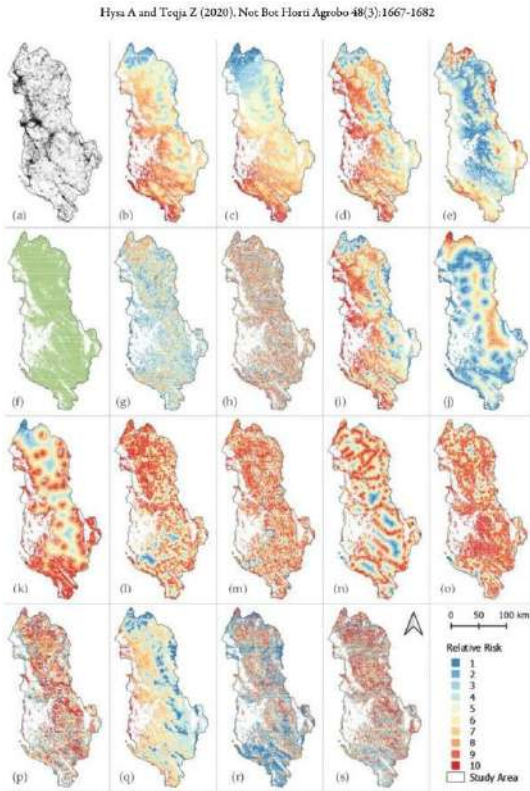 Hysa A and Teqja Z (2020). Not Bot Horti Agrobo 48(3):1667-1682
(a) (b) (c) (d) (e)
(f) (g) (h) (i) (j)
(k) (l) (m) (n) (o)
0 50 100 km
Relative Risk
1
2
3
4
5
6
7
8
9
10
Study Area
(p) (q) (r) (s)